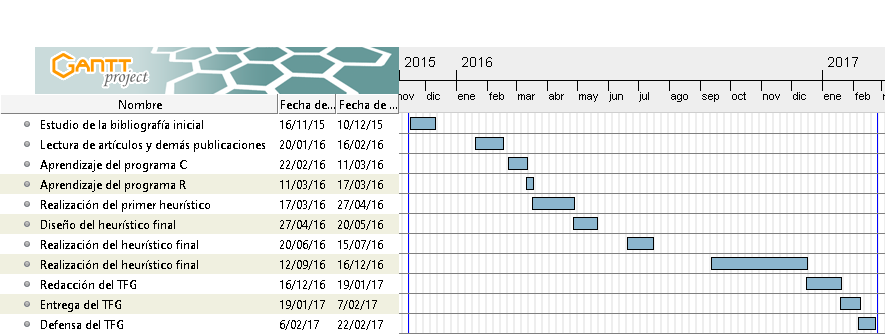 GANTT
project
2015 2016 2017
nov dic ene feb mar abr may jun jul ago sep oct nov dic ene feb
Nombre Fecha de... Fecha de ...
Estudio de la bibliografía inicial 16/11/15 10/12/15
Lectura de artículos y demás publicaciones 20/01/16 16/02/16
Aprendizaje del programa C 22/02/16 11/03/16
Aprendizaje del programa R 11/03/16 17/03/16
Realización del primer heurístico 17/03/16 27/04/16
Diseño del heurístico final 27/04/16 20/05/16
Realización del heurístico final 20/06/16 15/07/16
Realización del heurístico final 12/09/16 16/12/16
Redacción del TFG 16/12/16 19/01/17
Entrega del TFG 19/01/17 7/02/17
Defensa del TFG 6/02/17 22/02/17